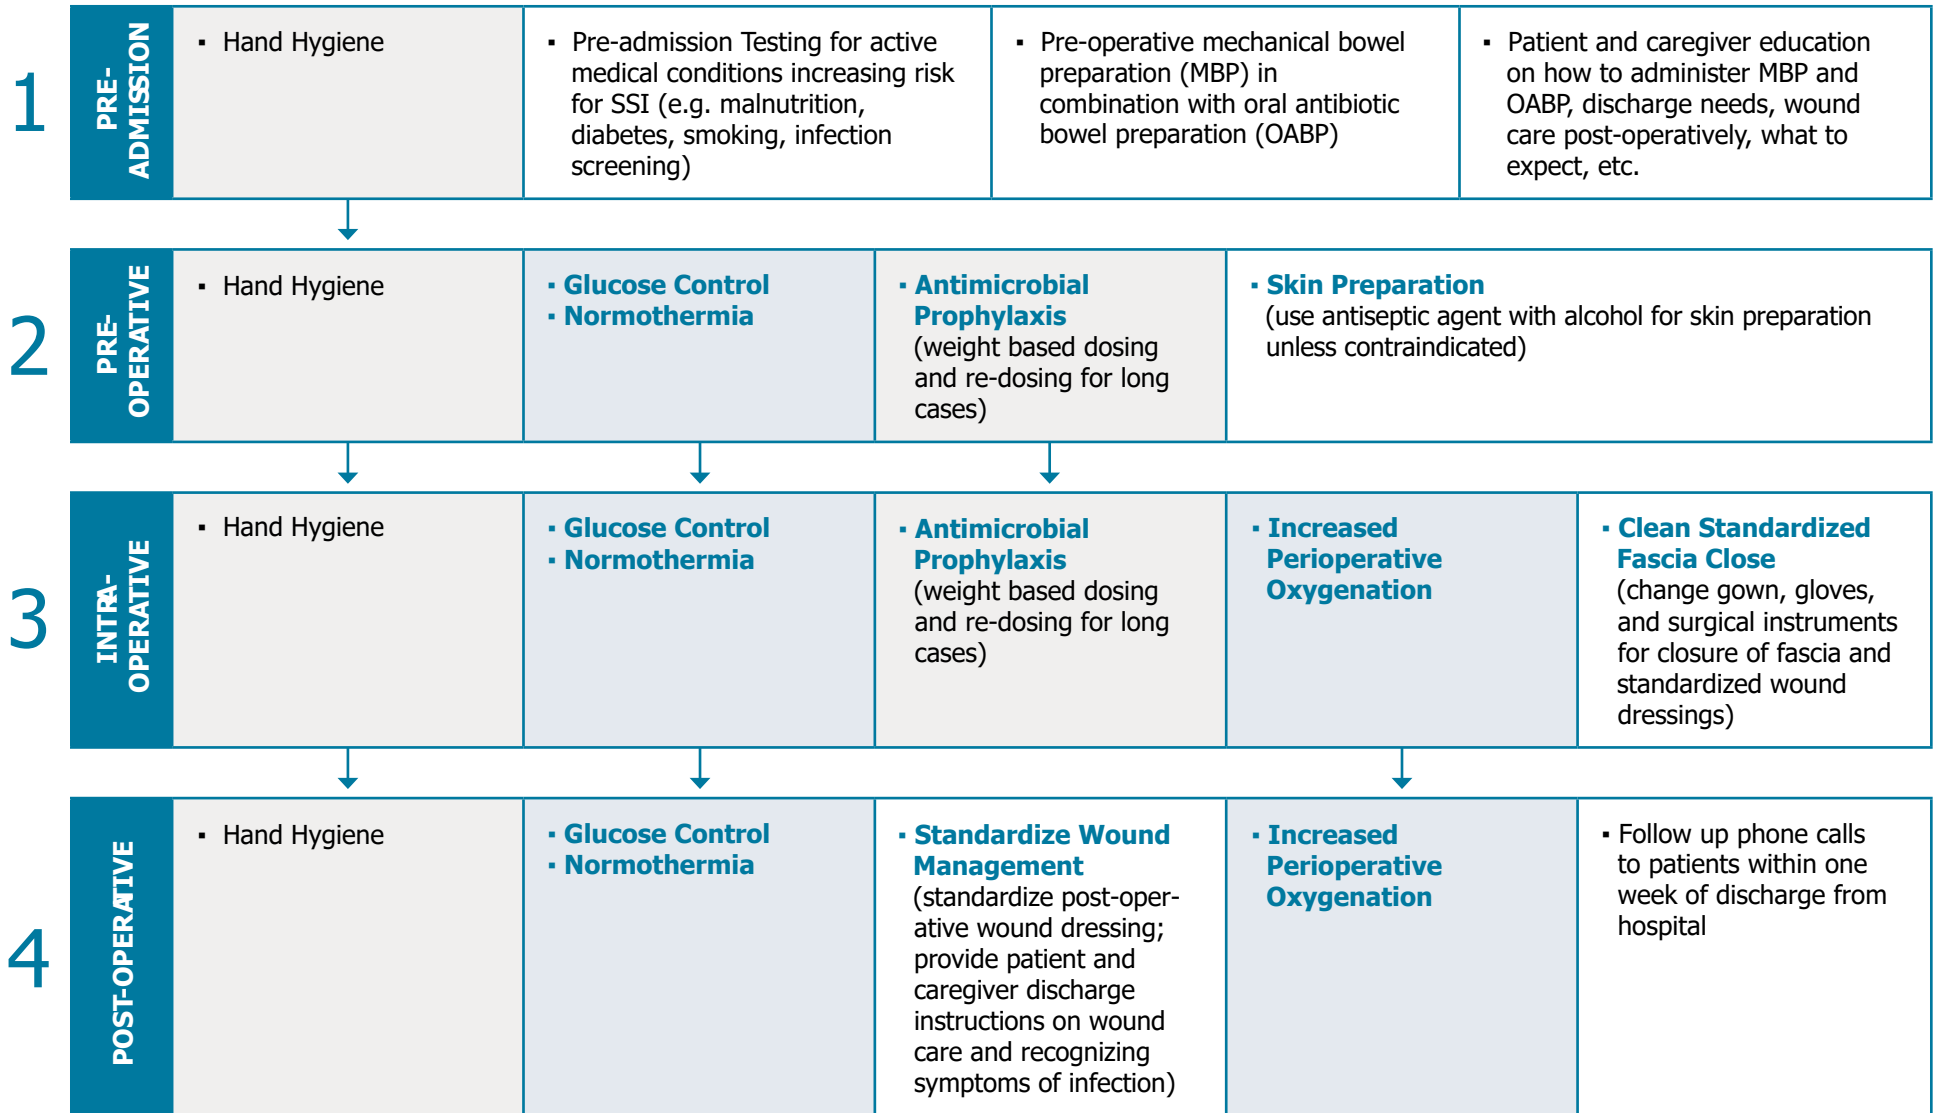 1
PRE-
ADMISSION
▪ Hand Hygiene
▪ Pre-admission Testing for active
medical conditions increasing risk
for SSI (e.g. malnutrition,
diabetes, smoking, infection
screening)
▪ Pre-operative mechanical bowel
preparation (MBP) in
combination with oral antibiotic
bowel preparation (OABP)
▪ Patient and caregiver education
on how to administer MBP and
OABP, discharge needs, wound
care post-operatively, what to
expect, etc.
2
PRE-
OPERATIVE
▪ Hand Hygiene
▪ Glucose Control
▪ Normothermia
▪ Antimicrobial
Prophylaxis
(weight based dosing
and re-dosing for long
cases)
▪ Skin Preparation
(use antiseptic agent with alcohol for skin preparation
unless contraindicated)
3
INTRA-
OPERATIVE
▪ Hand Hygiene
▪ Glucose Control
▪ Normothermia
▪ Antimicrobial
Prophylaxis
(weight based dosing
and re-dosing for long
cases)
▪ Increased
Perioperative
Oxygenation
▪ Clean Standardized
Fascia Close
(change gown, gloves,
and surgical instruments
for closure of fascia and
standardized wound
dressings)
4
POST-OPERATIVE
▪ Hand Hygiene
▪ Glucose Control
▪ Normothermia
▪ Standardize Wound
Management
(standardize post-oper-
ative wound dressing;
provide patient and
caregiver discharge
instructions on wound
care and recognizing
symptoms of infection)
▪ Increased
Perioperative
Oxygenation
▪ Follow up phone calls
to patients within one
week of discharge from
hospital